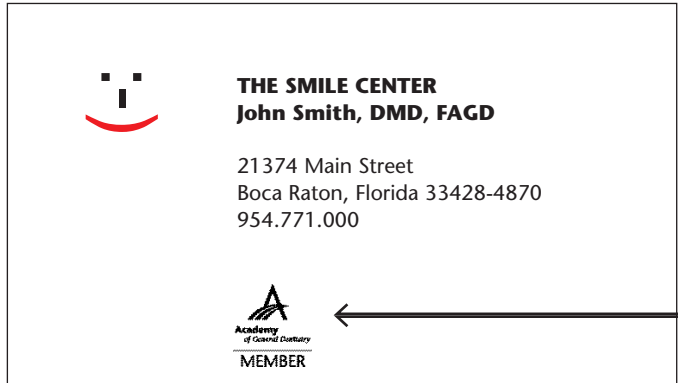 THE SMILE CENTER
John Smith, DMD, FAGD
21374 Main Street
Boca Raton, Florida 33428-4870
954.771.000
Academy
of General Dentistry
MEMBER